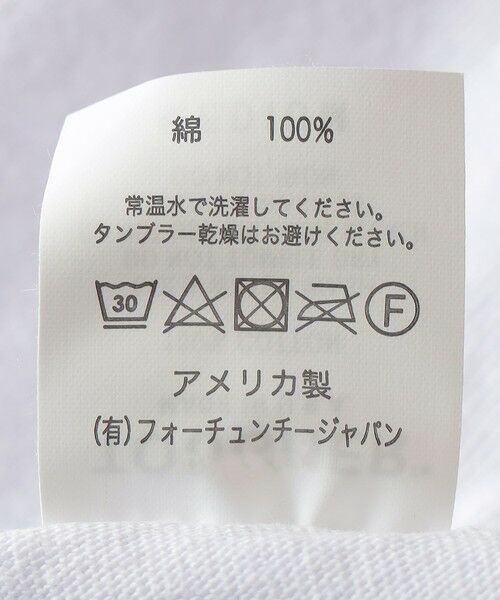 綿 100%
常温水で洗濯してください。
タンブラー乾燥はお避けください。
30 F
アメリカ製
(有)フォーチュンチージャパン